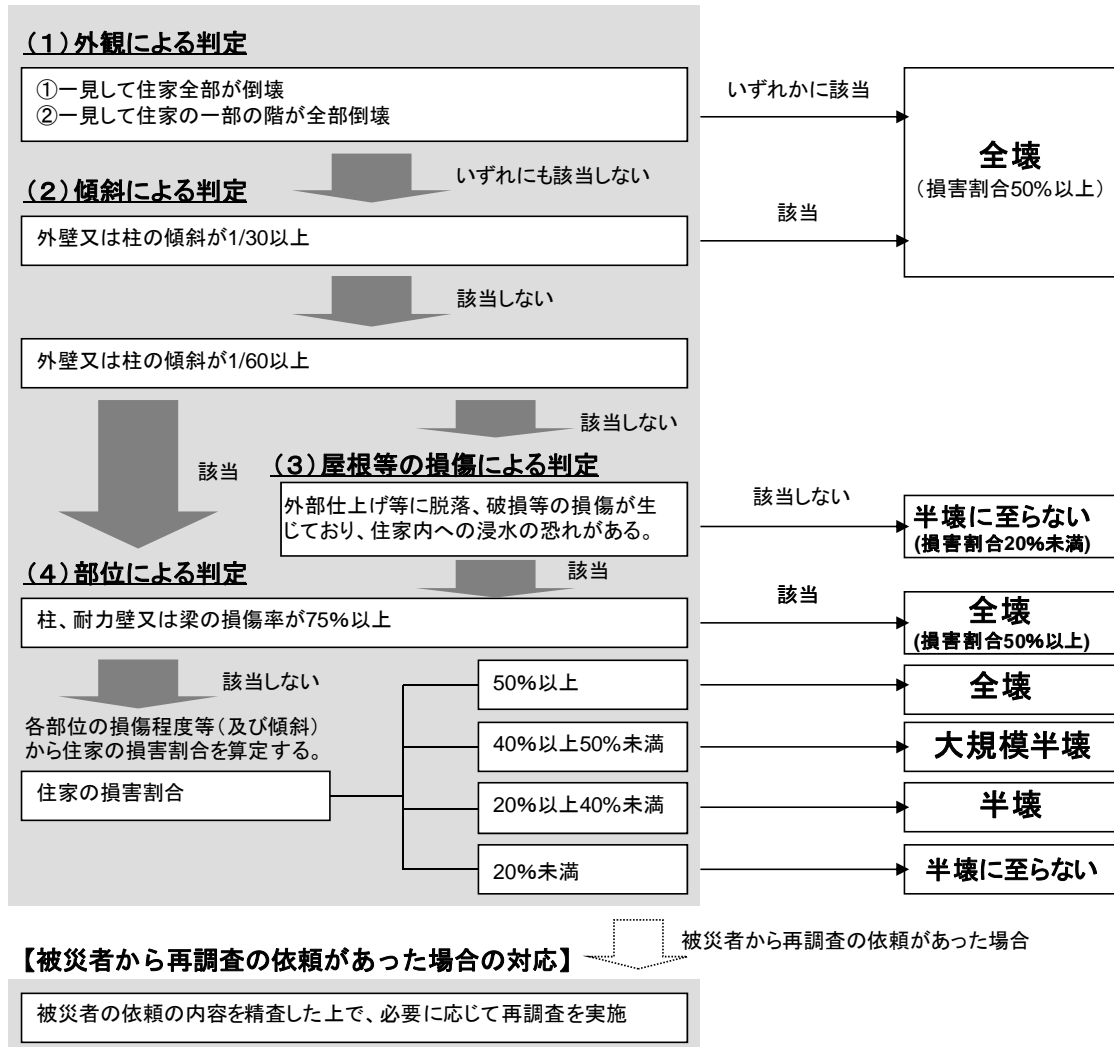 （１）外観による判定
①一見して住家全部が倒壊
②一見して住家の一部の階が全部倒壊
いずれかに該当
全壊
（損害割合50％以上）
いずれにも該当しない
（２）傾斜による判定
外壁又は柱の傾斜が1/30以上
該当
該当しない
外壁又は柱の傾斜が1/60以上
該当しない
該当
（３）屋根等の損傷による判定
外部仕上げ等に脱落、破損等の損傷が生
じており、住家内への浸水の恐れがある。
該当しない
半壊に至らない
(損害割合20％未満)
該当
（４）部位による判定
柱、耐力壁又は梁の損傷率が75％以上
該当
全壊
(損害割合50％以上)
該当しない
各部位の損傷程度等（及び傾斜）
から住家の損害割合を算定する。
住家の損害割合
50％以上
全壊
40％以上50％未満
大規模半壊
20％以上40％未満
半壊
20％未満
半壊に至らない
被災者から再調査の依頼があった場合
【被災者から再調査の依頼があった場合の対応】
被災者の依頼の内容を精査した上で、必要に応じて再調査を実施